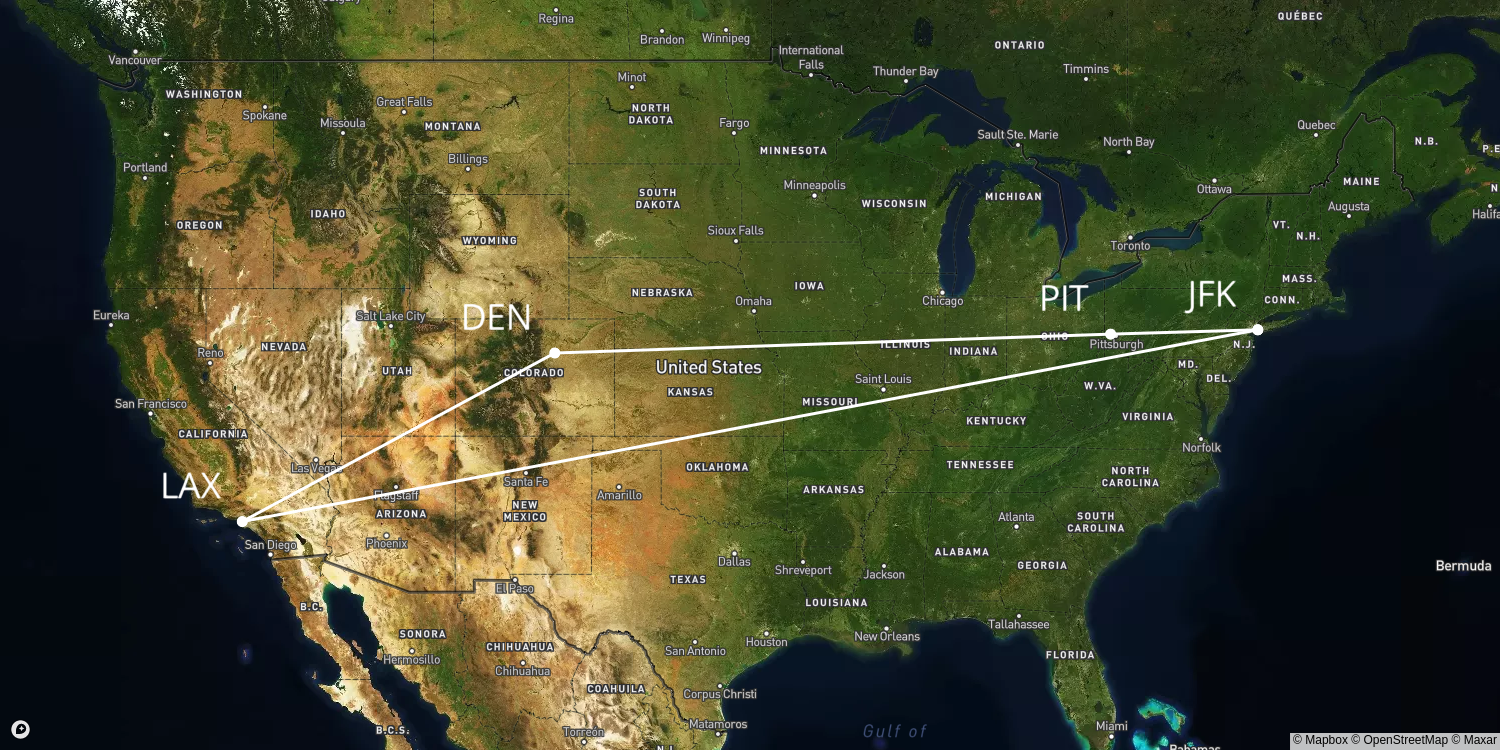 Regina
QUÉBEC
Brandon
Winnipeg
ONTARIO
International
Falls
Vancouver
Thunder Bay
Timmins
Minot
WASHINGTON
Great Falls
NORTH
DAKOTA
Spokane
Missoula
MONTANA
Fargo
Quebec
Sault Ste. Marie
North Bay
N.B.
P.E
MINNESOTA
Billings
Portland
MAINE
Minneapolis
Ottawa
N
SOUTH
DAKOTA
MICHIGAN
WISCONSIN
Augusta
Halifa
IDAHO
OREGON
VT.
Sioux Falls
N.H.
WYOMING
Toronto
MASS.
IOWA
NEBRASKA
PIT
JFK
Omaha
Chicago
CONN.
Eureka
Salt Lake City
DEN
OHIO
Pittsburgh
N.J.
ILLINOIS
NEVADA
INDIANA
Reno
MD.
United States
UTAH
COLORADO
DEL.
Saint Louis
W.VA.
KANSAS
San Francisco
MISSOURI
VIRGINIA
KENTUCKY
CALIFORNIA
Norfolk
Las Vegas
OKLAHOMA
TENNESSEE
NORTH
CAROLINA
LAX
Santa Fe
Flagstaff
Amarillo
ARKANSAS
NEW
MEXICO
ARIZONA
Atlanta
SOUTH
CAROLINA
San Diego
Phoenix
ALABAMA
Dallas
GEORGIA
Bermuda
Shreveport
Jackson
TEXAS
El Paso
B.C.
LOUISIANA
Tallahassee
SONORA
New Orleans
Houston
CHIHUAHUA
San Antonio
FLORIDA
Hermosillo
Chihuahua
COAHUILA
Corpus Christi
Matamoros
Miami
B.C.S.
Torreón
Gulf of
© Mapbox © OpenStreetMap © Maxar
N.L.
Bahamas